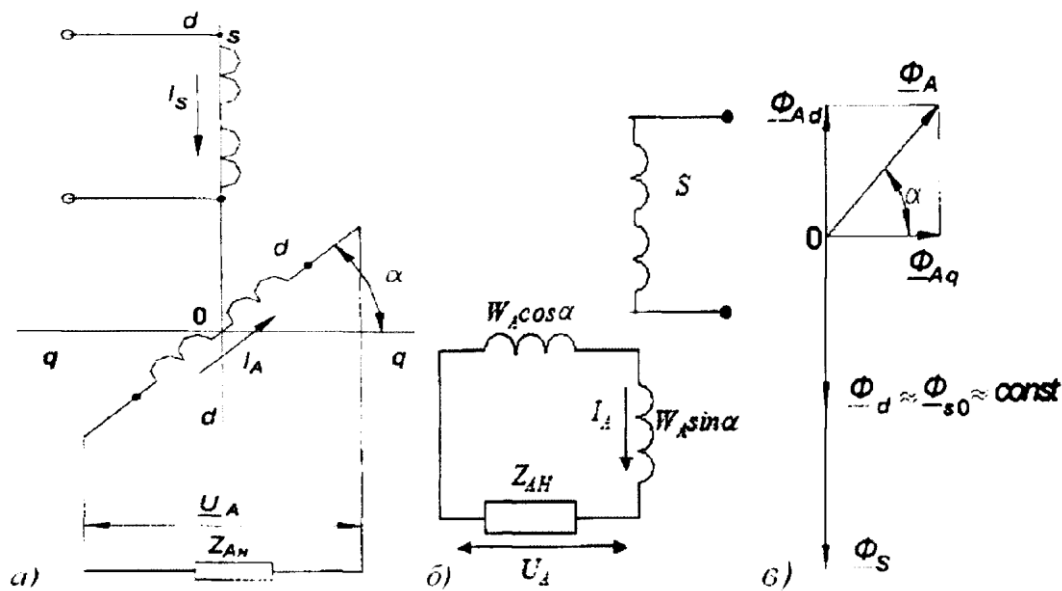 d
s
I_S
d
α
0
q
I_A
q
d
U_A
Z_Aн
а)
S
W_A cosα
I_A
W_A sinα
Z_AH
U_A
б)
Φ_Ad
Φ_A
α
0
Φ_Aq
Φ_d ≈ Φ_s0 ≈ const
Φ_S
в)